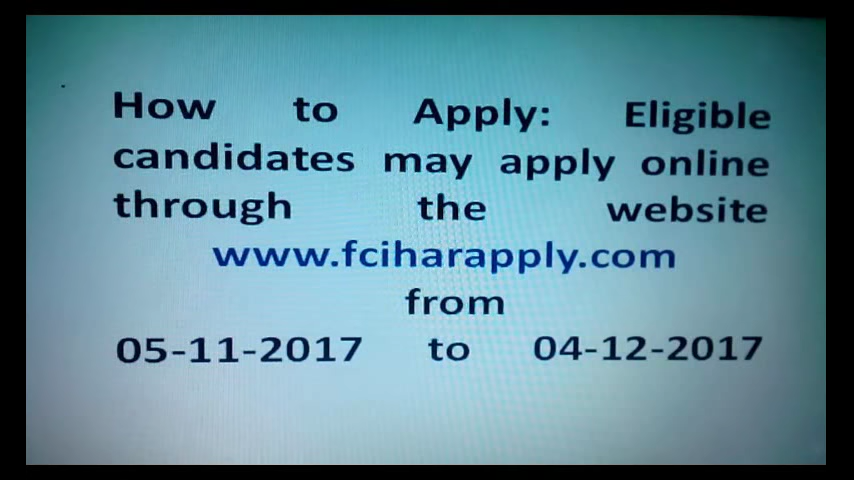 How to Apply: Eligible
candidates may apply online
through the website
www.fciharapply.com
from
05-11-2017 to 04-12-2017